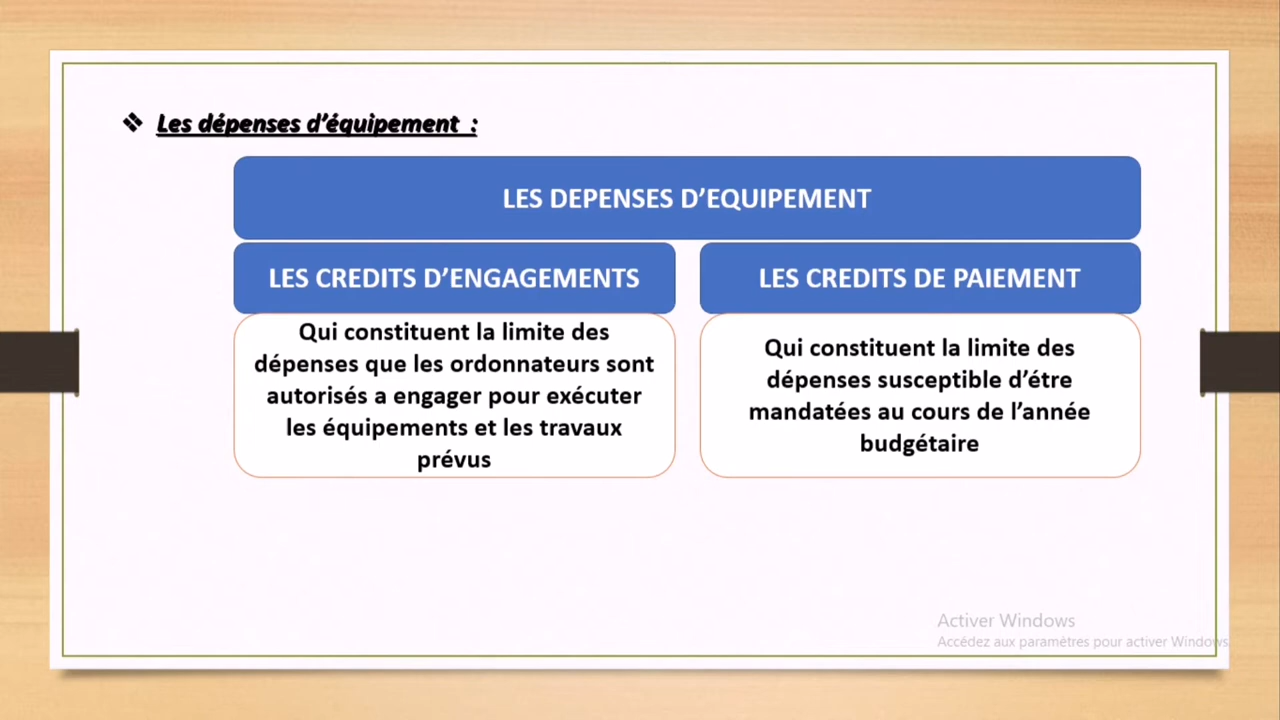 ❖ Les dépenses d’équipement :
LES DEPENSES D’EQUIPEMENT
LES CREDITS D’ENGAGEMENTS
Qui constituent la limite des
dépenses que les ordonnateurs sont
autorisés a engager pour exécuter
les équipements et les travaux
prévus
LES CREDITS DE PAIEMENT
Qui constituent la limite des
dépenses susceptible d’étre
mandatées au cours de l’année
budgétaire
Activer Windows
Accédez aux paramètres pour activer Windows